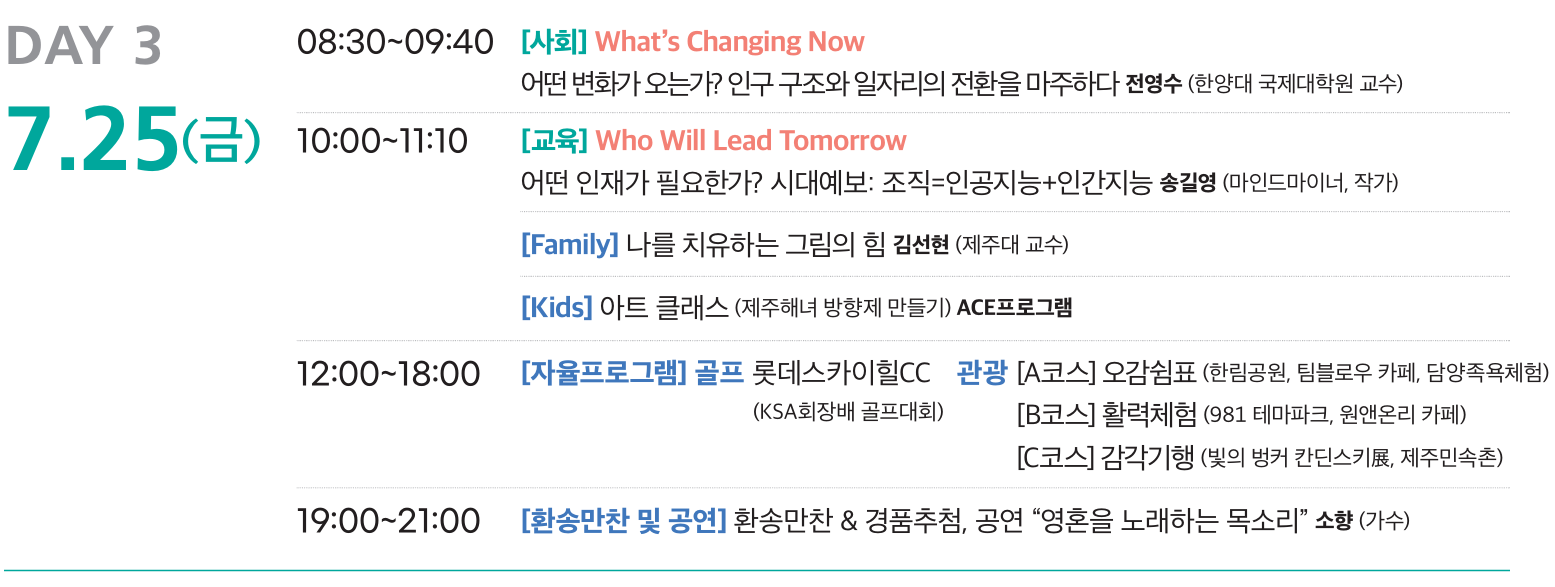 DAY 3
7.25(금)
08:30~09:40 [사회] What's Changing Now
어떤 변화가 오는가? 인구 구조와 일자리의 전환을 마주하다 전영수 (한양대 국제대학원 교수)
10:00~11:10 [교육] Who Will Lead Tomorrow
어떤 인재가 필요한가? 시대예보: 조직=인공지능+인간지능 송길영 (마인드마이너, 작가)
[Family] 나를 치유하는 그림의 힘 김선현 (제주대 교수)
[Kids] 아트 클래스 (제주해녀 방향제 만들기) ACE프로그램
12:00~18:00 [자율프로그램] 골프 롯데스카이힐CC 관광 [A코스] 오감쉼표 (한림공원, 팀블로우 카페, 담양족욕체험)
(KSA회장배 골프대회) [B코스] 활력체험 (981 테마파크, 원앤온리 카페)
[C코스] 감각기행 (빛의 벙커 칸딘스키展, 제주민속촌)
19:00~21:00 [환송만찬 및 공연] 환송만찬 & 경품추첨, 공연 “영혼을 노래하는 목소리” 소향 (가수)